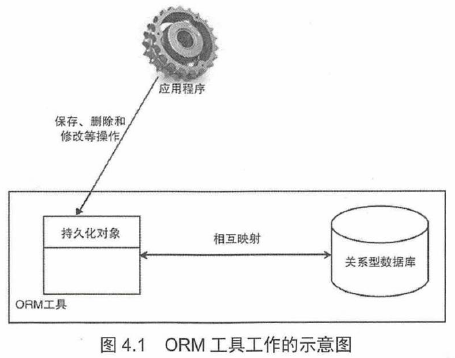 应用程序
保存、删除和
修改等操作
持久化对象
相互映射
关系型数据库
ORM工具
图 4.1 ORM 工具工作的示意图